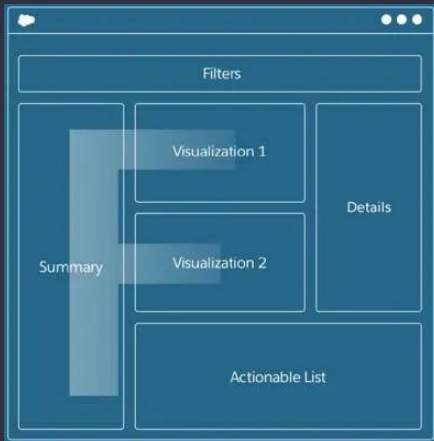 Filters
Visualization 1
Details
Summary
Visualization 2
Actionable List